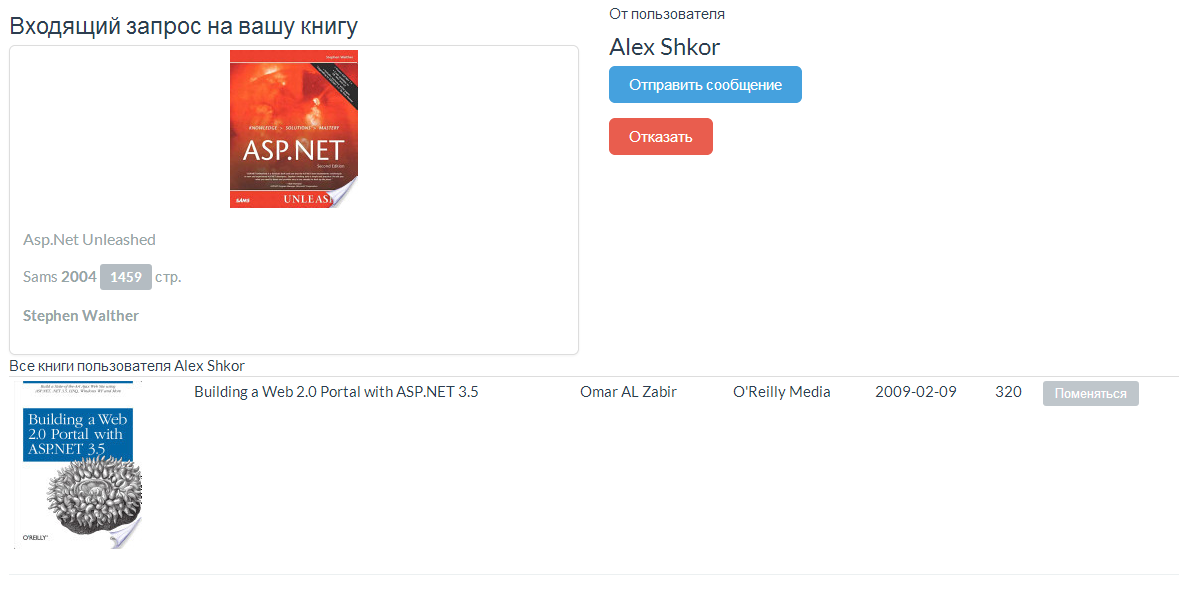 Входящий запрос на вашу книгу
Stephen Walther
KNOWLEDGE • SOLUTIONS • MASTERY
ASP.NET
Second Edition
SAMS
UNLEAS
Asp.Net Unleashed
Sams 2004 1459 стр.
Stephen Walther
От пользователя
Alex Shkor
Отправить сообщение
Отказать
Все книги пользователя Alex Shkor
Building a Web
2.0 Portal with
ASP.NET 3.5
O'REILLY'
Building a Web 2.0 Portal with ASP.NET 3.5 Omar AL Zabir O'Reilly Media 2009-02-09 320 Поменяться